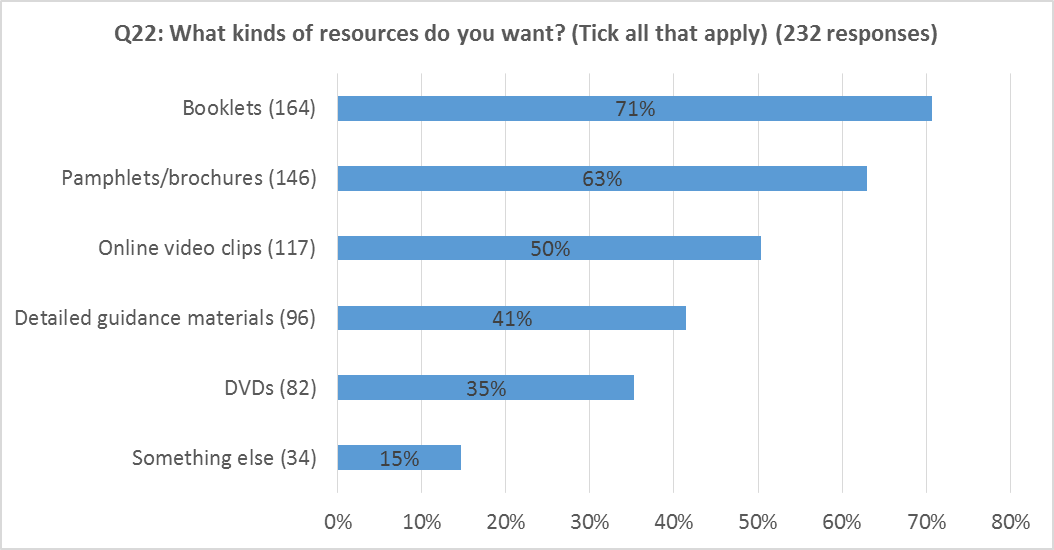 Q22: What kinds of resources do you want? (Tick all that apply) (232 responses)
Booklets (164)
71%
Pamphlets/brochures (146)
63%
Online video clips (117)
50%
Detailed guidance materials (96)
41%
DVDs (82)
35%
Something else (34)
15%
0% 10% 20% 30% 40% 50% 60% 70% 80%